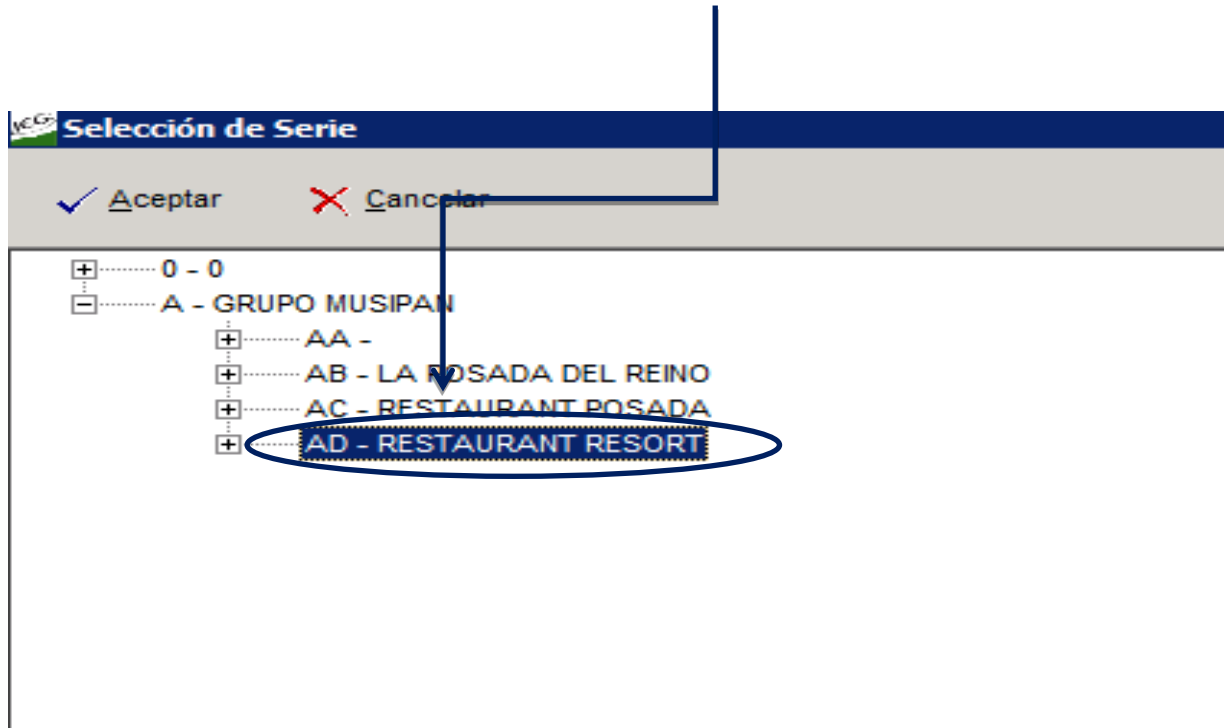 ICG
Selección de Serie
Aceptar Cancelar
0 - 0
A - GRUPO MUSIPAN
AA -
AB - LA POSADA DEL REINO
AC - RESTAURANT POSADA
AD - RESTAURANT RESORT